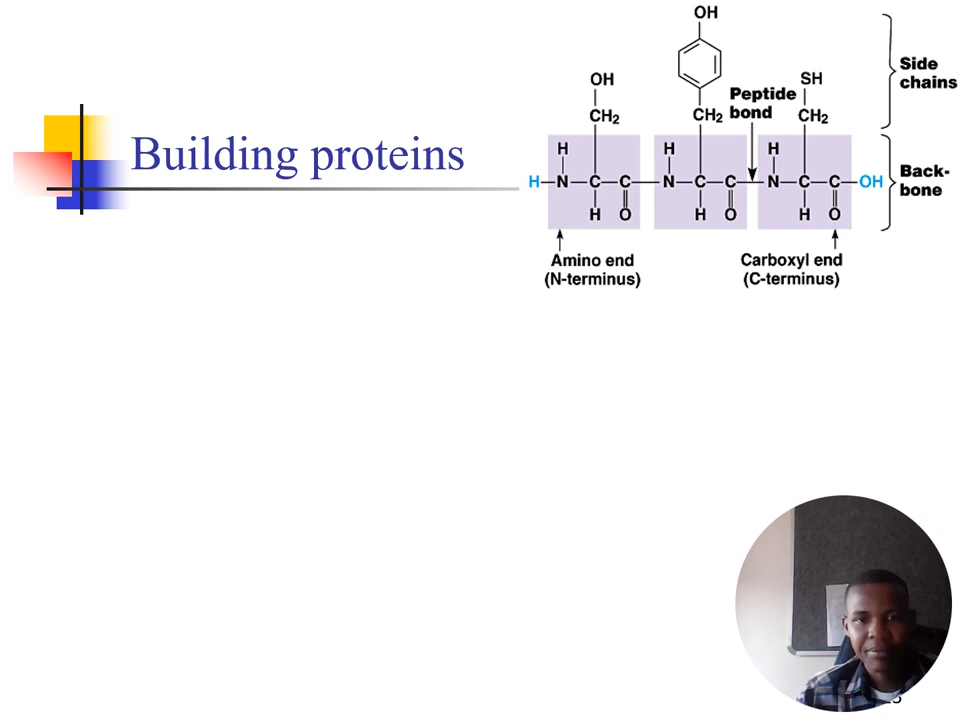 Building proteins
OH
OH
CH₂
CH₂
Peptide
bond
SH
CH₂
Side
chains
H
H
H
H—N—C—C—N—C—C—N—C—C—OH
H O
H O
H O
Back-
bone
Amino end
(N-terminus)
Carboxyl end
(C-terminus)